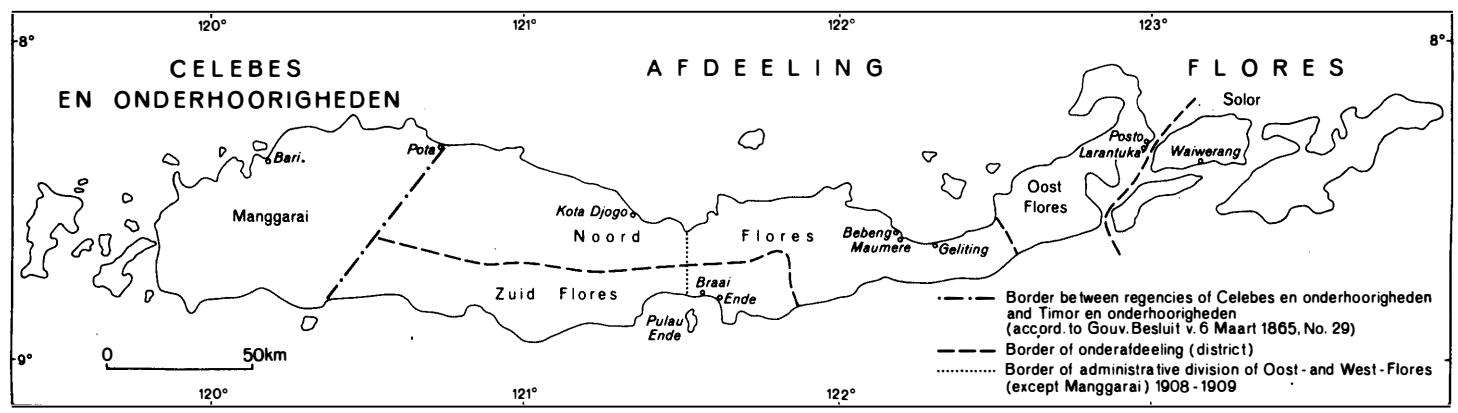 120° 121° 122° 123°
8° 8°
CELEBES
EN ONDERHOORIGHEDEN
AFDEELING
FLORES
Solor
Posto
Larantuka
Waiwerang
Bari.
Pota
Manggarai
Kota Djogo
Noord Flores
Oost
Flores
Bebeng
Maumere
Geliting
Zuid Flores
Braai
Ende
Pulau
Ende
0 50km
9°
Border between regencies of Celebes en onderhoorigheden
and Timor en onderhoorigheden
(accord. to Gouv. Besluit v. 6 Maart 1865, No. 29)
Border of onderafdeeling (district)
Border of administrative division of Oost- and West-Flores
(except Manggarai) 1908-1909
120° 121° 122°